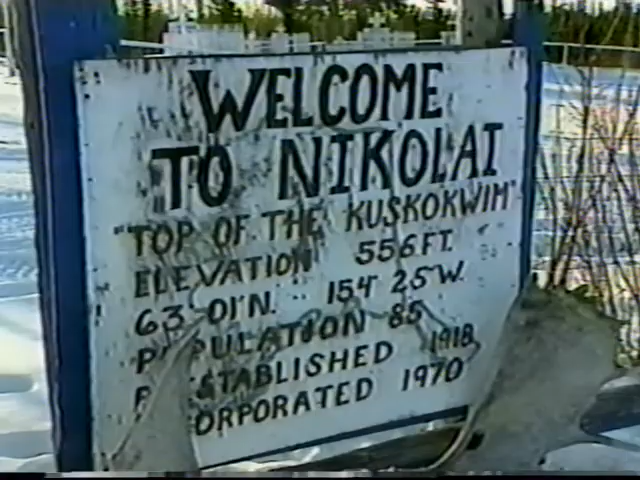 WELCOME
TO NIKOLAI
"TOP OF THE KUSKOKWIM"
ELEVATION 556 FT.
63 01'N. 154 25'W.
POPULATION 85
ESTABLISHED 1918
ORPORATED 1970